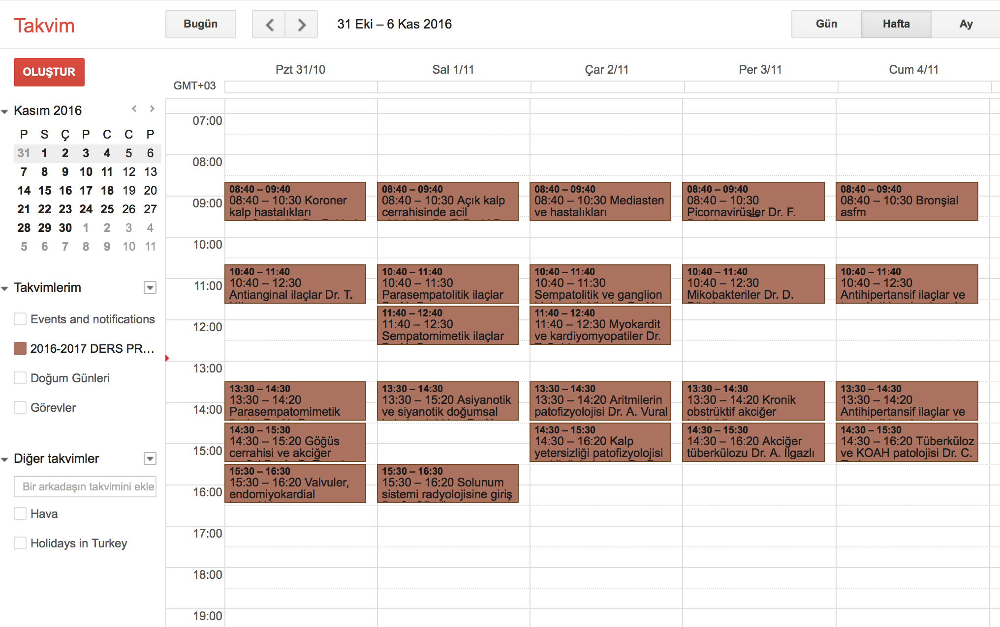 Takvim
Bugün
31 Eki – 6 Kas 2016
Gün
Hafta
Ay
OLUŞTUR
Kasım 2016
P S Ç P C C P
31 1 2 3 4 5 6
7 8 9 10 11 12 13
14 15 16 17 18 19 20
21 22 23 24 25 26 27
28 29 30 1 2 3 4
5 6 7 8 9 10 11
Takvimlerim
Events and notifications
2016-2017 DERS PR…
Doğum Günleri
Görevler
Diğer takvimler
Bir arkadaşın takvimini ekle
Hava
Holidays in Turkey
Pzt 31/10
Sal 1/11
Çar 2/11
Per 3/11
Cum 4/11
GMT+03
07:00
08:00
09:00
10:00
11:00
12:00
13:00
14:00
15:00
16:00
17:00
18:00
19:00
08:40 – 09:40
08:40 – 10:30 Koroner
kalp hastalıkları
10:40 – 11:40
10:40 – 12:30
Antianginal ilaçlar Dr. T.
13:30 – 14:30
13:30 – 14:20
Parasempatomimetik
14:30 – 15:30
14:30 – 15:20 Göğüs
cerrahisi ve akciğer
15:30 – 16:30
15:30 – 16:20 Valvuler,
endomiyokardial
08:40 – 09:40
08:40 – 10:30 Açık kalp
cerrahisinde acil
10:40 – 11:40
10:40 – 11:30
Parasempatolitik ilaçlar
11:40 – 12:40
11:40 – 12:30
Sempatomimetik ilaçlar
13:30 – 14:30
13:30 – 15:20 Asiyanotik
ve siyanotik doğumsal
15:30 – 16:30
15:30 – 16:20 Solunum
sistemi radyolojisine giriş
08:40 – 09:40
08:40 – 10:30 Mediasten
ve hastalıkları
10:40 – 11:40
10:40 – 11:30
Sempatolitik ve ganglion
11:40 – 12:40
11:40 – 12:30 Myokardit
ve kardiyomyopatiler Dr.
13:30 – 14:30
13:30 – 14:20 Aritmilerin
patofizyolojisi Dr. A. Vural
14:30 – 15:30
14:30 – 16:20 Kalp
yetersizliği patofizyolojisi
08:40 – 09:40
08:40 – 10:30
Picornavirüsler Dr. F.
10:40 – 11:40
10:40 – 12:30
Mikobakteriler Dr. D.
13:30 – 14:30
13:30 – 14:20 Kronik
obstrüktif akciğer
14:30 – 15:30
14:30 – 16:20 Akciğer
tüberkülozu Dr. A. Ilgazlı
08:40 – 09:40
08:40 – 10:30 Bronşial
asfm
10:40 – 11:40
10:40 – 12:30
Antihipertansif ilaçlar ve
13:30 – 14:30
13:30 – 14:20
Antihipertansif ilaçlar ve
14:30 – 15:30
14:30 – 16:20 Tüberküloz
ve KOAH patolojisi Dr. C.